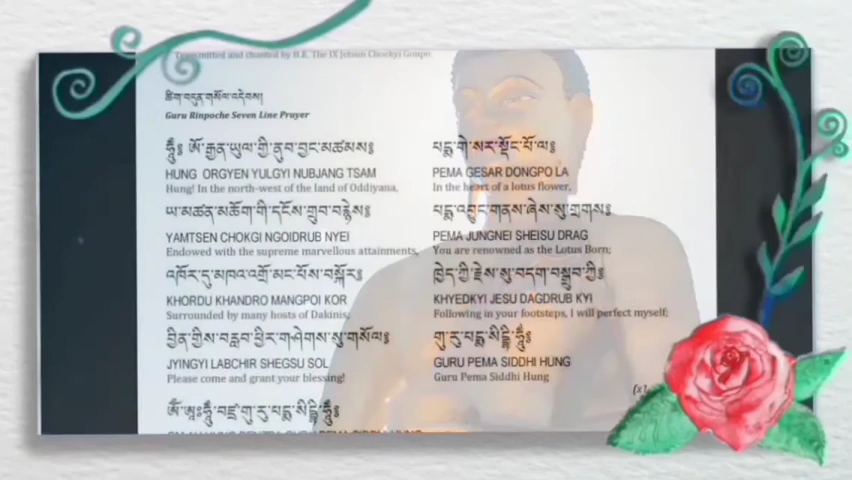 Transmitted and chanted by H.E. The IX Jetsun Choekyi Gonpo
ཚིག་བདུན་གསོལ་འདེབས།
Guru Rinpoche Seven Line Prayer
ཧཱུྃ༔ ཨོ་རྒྱན་ཡུལ་གྱི་ནུབ་བྱང་མཚམས༔
HUNG ORGYEN YULGYI NUBJANG TSAM
Hung! In the north-west of the land of Oddiyana,
ཡ་མཚན་མཆོག་གི་དངོས་གྲུབ་བརྙེས༔
YAMTSEN CHOKGI NGOIDRUB NYEI
Endowed with the supreme marvellous attainments,
འཁོར་དུ་མཁའ་འགྲོ་མང་པོས་བསྐོར༔
KHORDU KHANDRO MANGPOI KOR
Surrounded by many hosts of Dakinis,
བྱིན་གྱིས་བརླབ་ཕྱིར་གཤེགས་སུ་གསོལ༔
JYINGYI LABCHIR SHEGSU SOL
Please come and grant your blessing!
ཨོཾ་ཨཱཿཧཱུྃ་བཛྲ་གུ་རུ་པདྨ་སིདྡྷི་ཧཱུྃ༔
པདྨ་གེ་སར་སྡོང་པོ་ལ༔
PEMA GESAR DONGPO LA
In the heart of a lotus flower,
པདྨ་འབྱུང་གནས་ཞེས་སུ་གྲགས༔
PEMA JUNGNEI SHEISU DRAG
You are renowned as the Lotus Born;
ཁྱེད་ཀྱི་རྗེས་སུ་བདག་བསྒྲུབ་ཀྱི༔
KHYEDKYI JESU DAGDRUB KYI
Following in your footsteps, I will perfect myself;
གུ་རུ་པདྨ་སིདྡྷི་ཧཱུྃ༔
GURU PEMA SIDDHI HUNG
Guru Pema Siddhi Hung